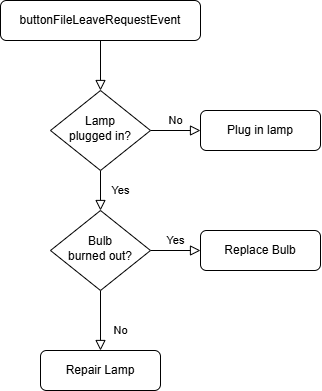 buttonFileLeaveRequestEvent
Lamp
plugged in?
No
Plug in lamp
Yes
Bulb
burned out?
Yes
Replace Bulb
No
Repair Lamp